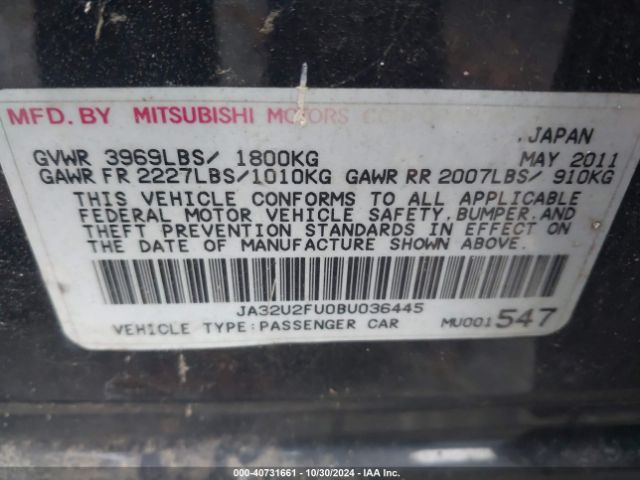 MFD. BY MITSUBISHI MOTORS
JAPAN
GVWR 3969LBS/ 1800KG MAY 2011
GAWR FR 2227LBS/1010KG GAWR RR 2007LBS/ 910KG
THIS VEHICLE CONFORMS TO ALL APPLICABLE
FEDERAL MOTOR VEHICLE SAFETY, BUMPER, AND
THEFT PREVENTION STANDARDS IN EFFECT ON
THE DATE OF MANUFACTURE SHOWN ABOVE.
JA32U2FU0BU036445
VEHICLE TYPE:PASSENGER CAR MU001547
000-40731661 - 10/30/2024 - IAA, Inc.